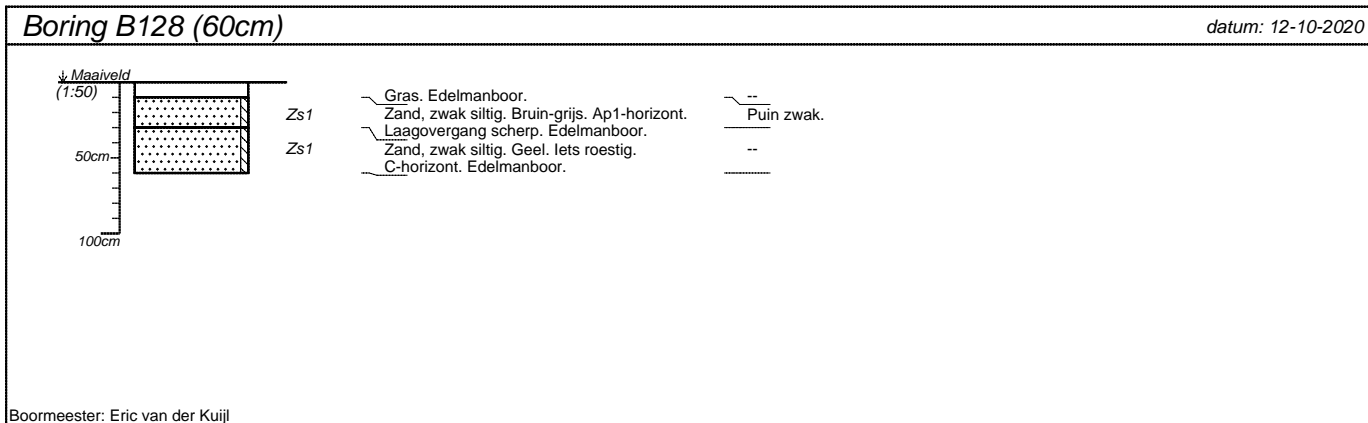 Boring B128 (60cm) datum: 12-10-2020
Maaiveld
(1:50)
Gras. Edelmanboor. --
Zs1 Zand, zwak siltig. Bruin-grijs. Ap1-horizont. Puin zwak.
Laagovergang scherp. Edelmanboor.
50cm Zs1 Zand, zwak siltig. Geel. Iets roestig. --
C-horizont. Edelmanboor.
100cm
Boormeester: Eric van der Kuijl